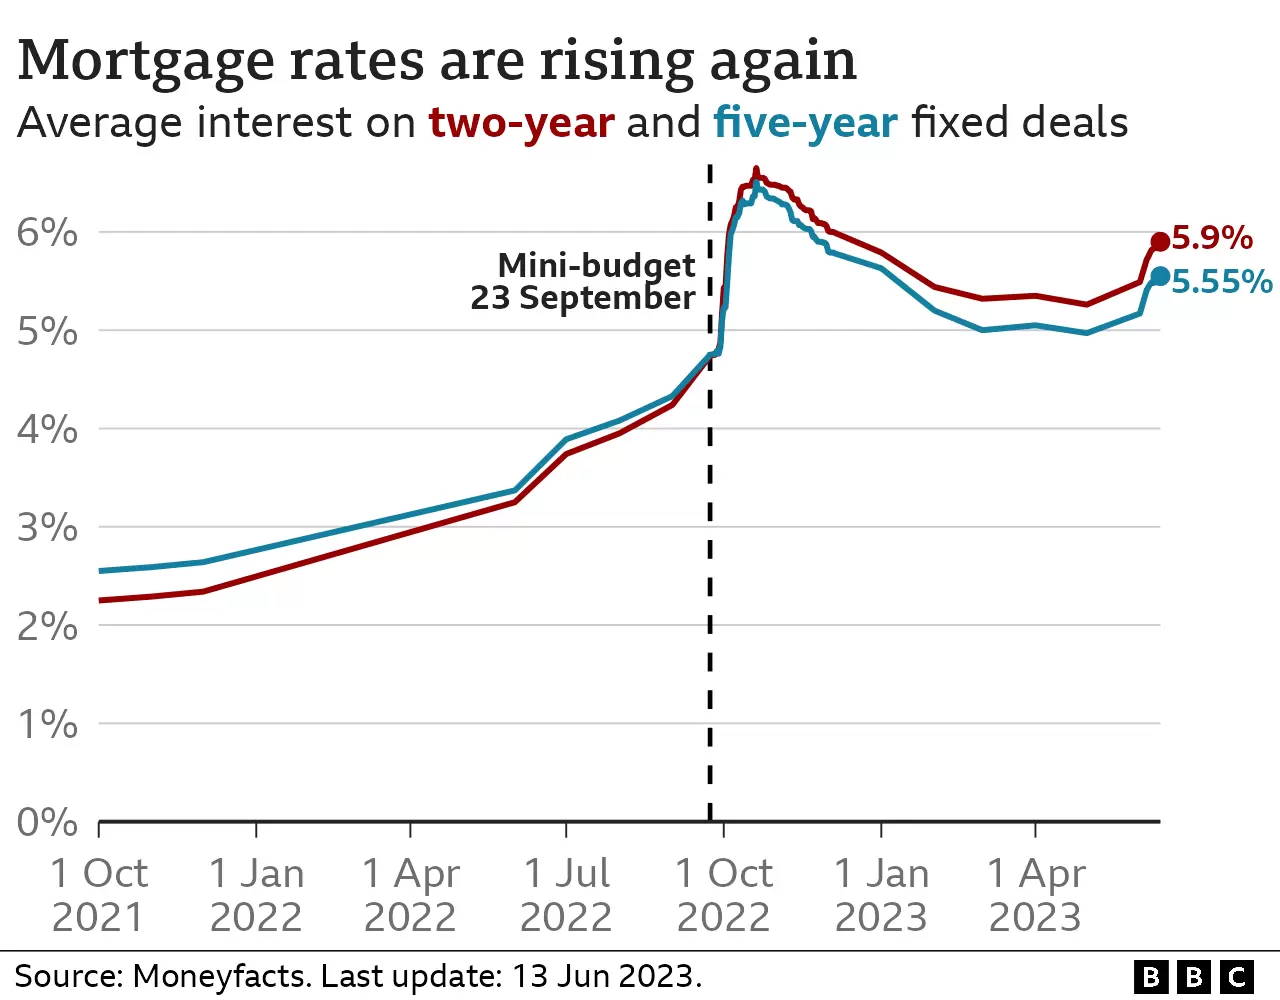 Mortgage rates are rising again
Average interest on two-year and five-year fixed deals
6%
5%
4%
3%
2%
1%
0%
Mini-budget
23 September
5.9%
5.55%
1 Oct 1 Jan 1 Apr 1 Jul 1 Oct 1 Jan 1 Apr
2021 2022 2022 2022 2022 2023 2023
Source: Moneyfacts. Last update: 13 Jun 2023.
BBC